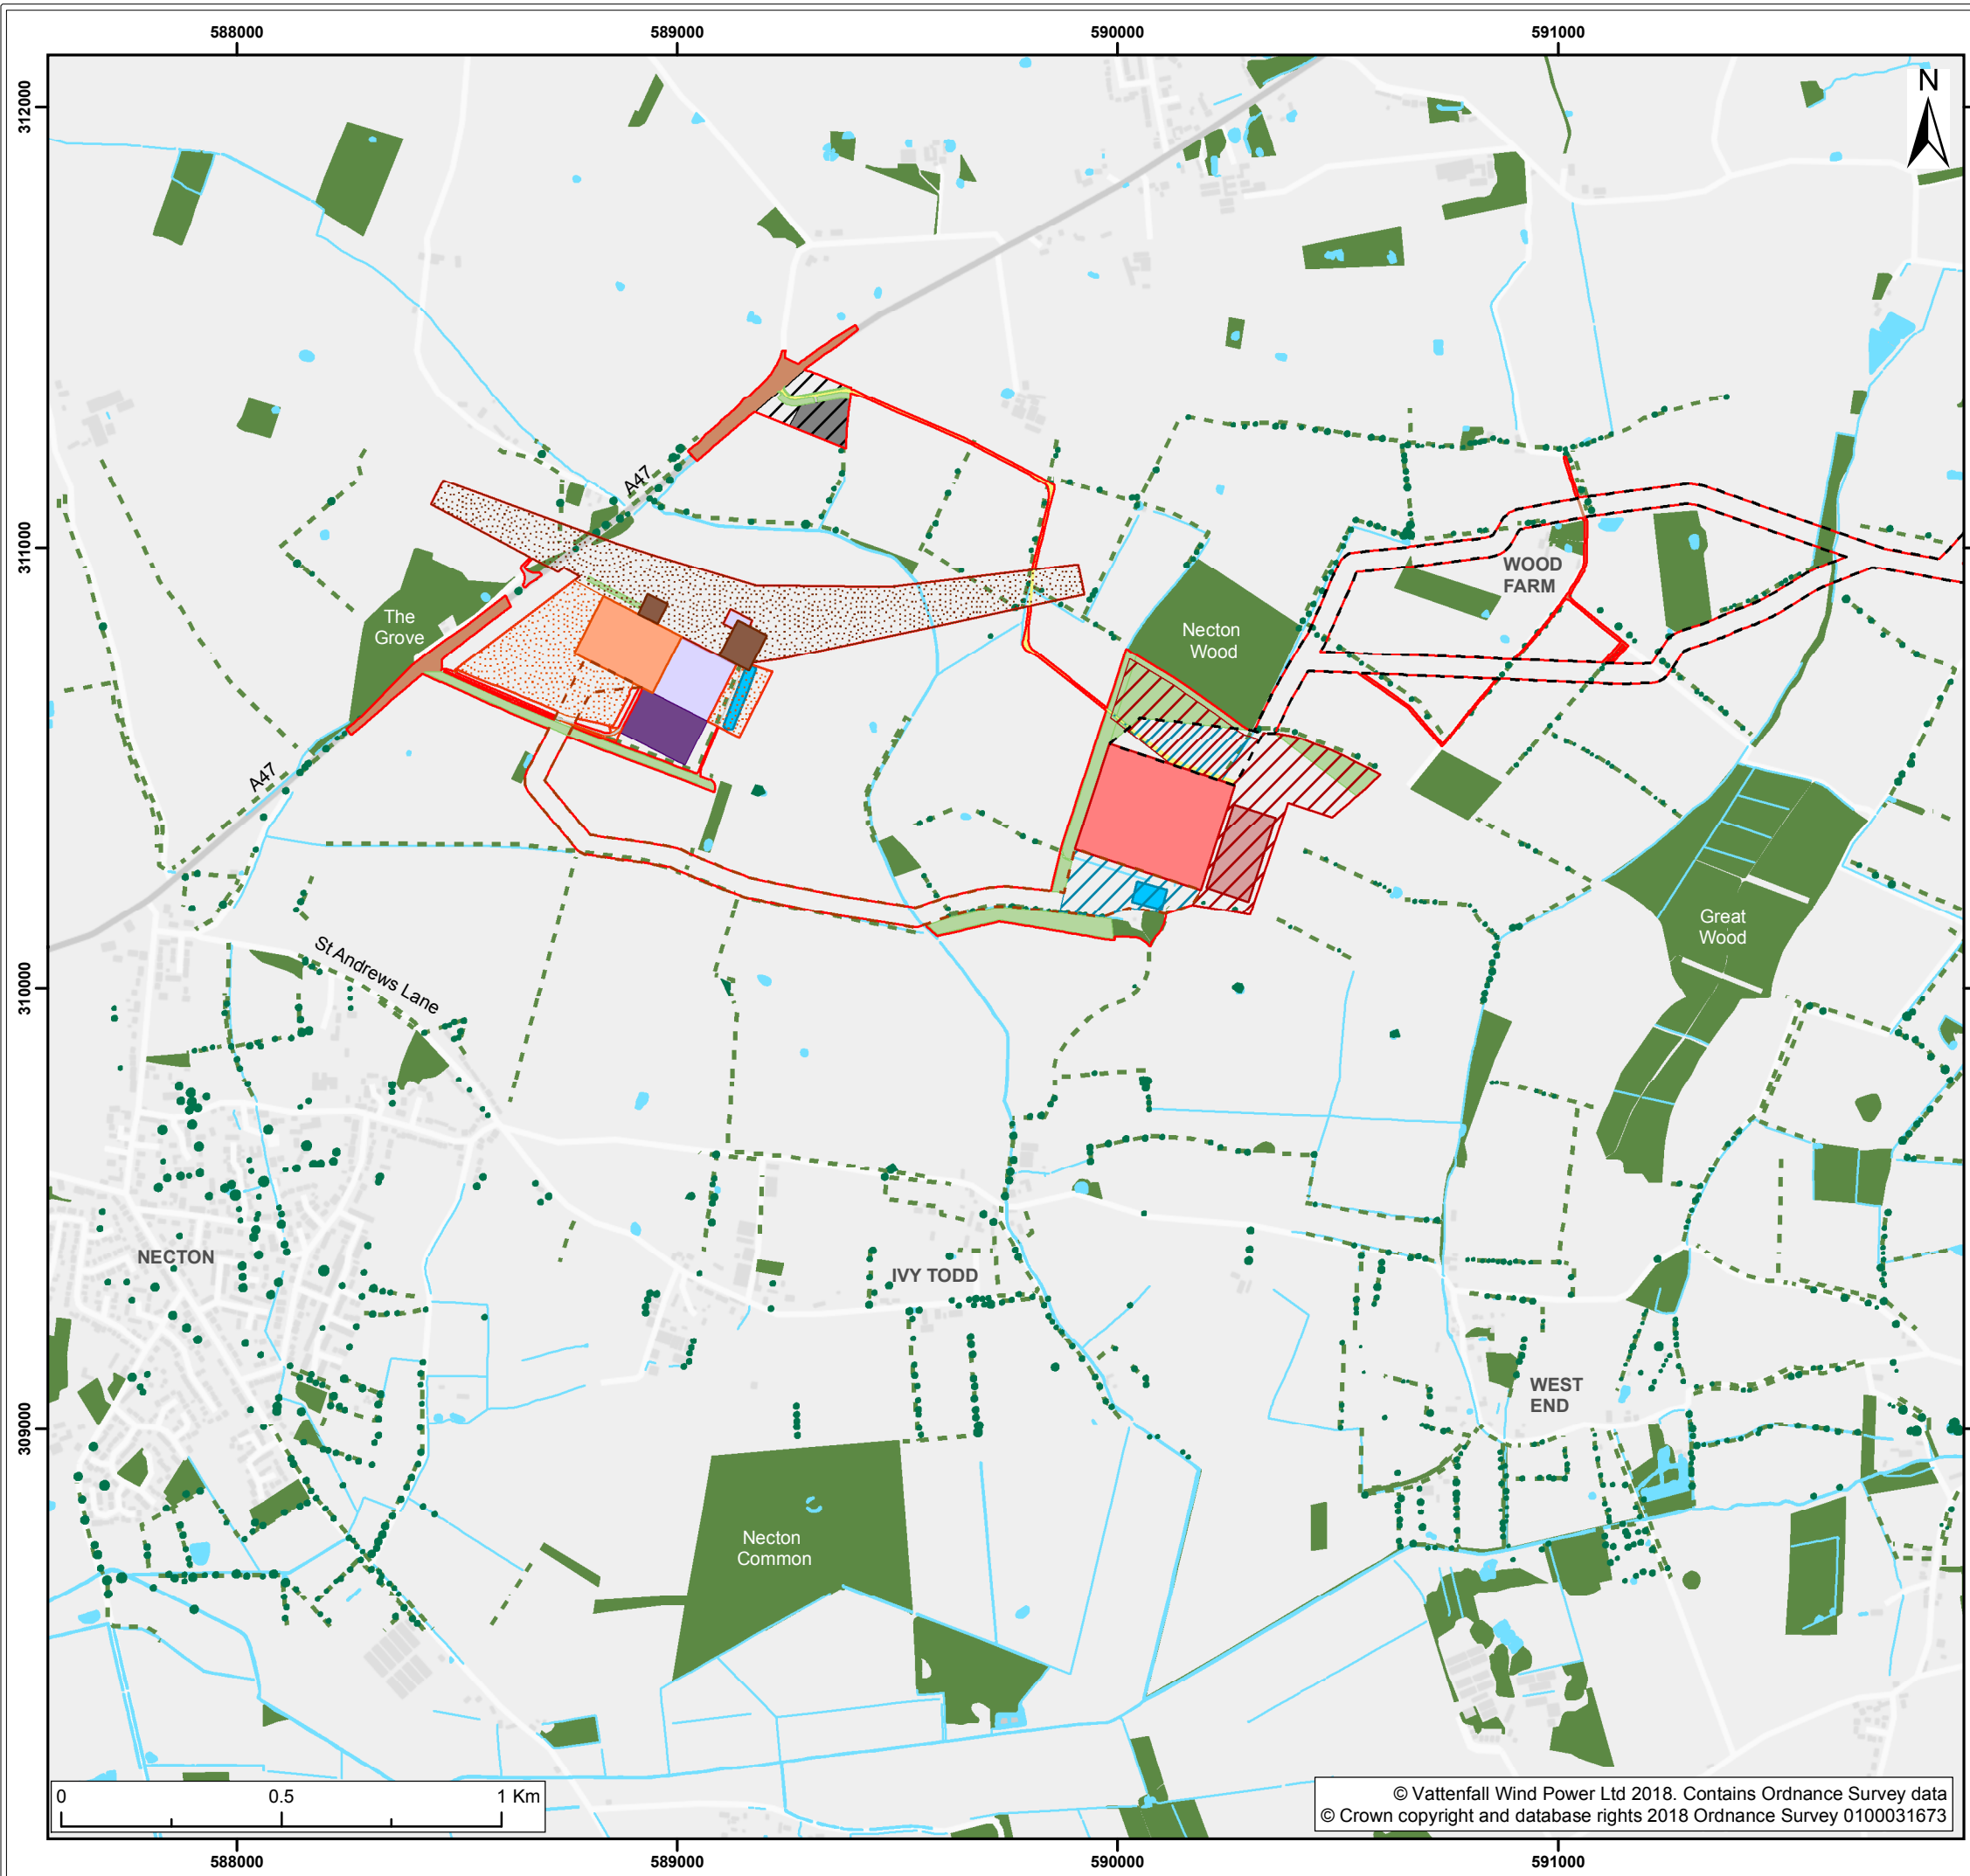 588000
589000
590000
591000
312000
N
311000
A47
WOOD
FARM
The
Grove
Necton
Wood
A47
Great
Wood
St Andrews Lane
310000
NECTON
IVY TODD
WEST
END
309000
Necton
Common
0 0.5 1 Km
© Vattenfall Wind Power Ltd 2018. Contains Ordnance Survey data
© Crown copyright and database rights 2018 Ordnance Survey 0100031673
588000
589000
590000
591000